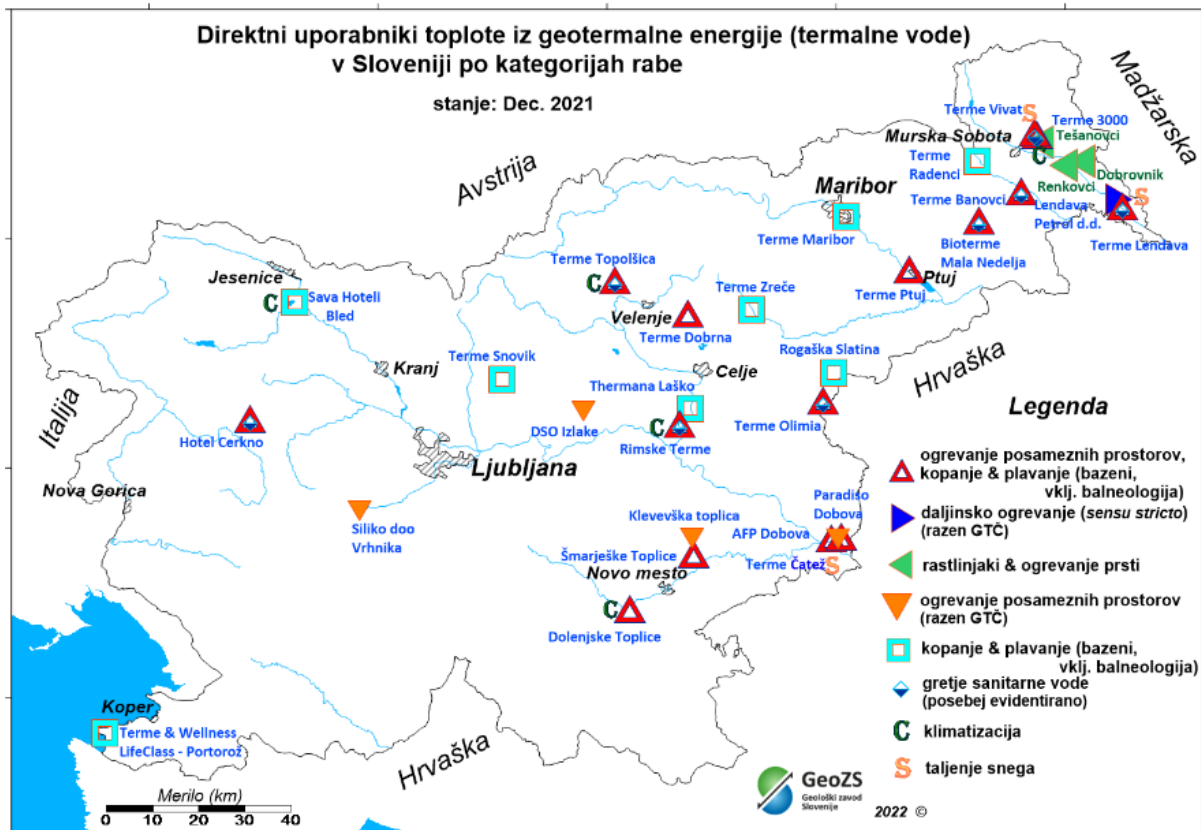 Direktni uporabniki toplote iz geotermalne energije (termalne vode)
v Sloveniji po kategorijah rabe
stanje: Dec. 2021
Madžarska
Terme Vivat
S
Terme 3000
Murska Sobota
Tešanovci
C
Avstrija
Terme
Radenci
Dobrovnik
Renkovci
Maribor
Terme Banovci
Lendava
Petrol d.d.
S
Terme Maribor
Bioterme
Mala Nedelja
Terme Lendava
Terme Topolšica
C
Jesenice
Ptuj
Terme Ptuj
C
Sava Hoteli
Bled
Terme Zreče
Velenje
Terme Dobrna
Rogaška Slatina
Hrvaška
Kranj
Terme Snovik
Celje
Thermana Laško
Italija
Legenda
Hotel Cerkno
DSO Izlake
C
Rimske Terme
Terme Olimia
Ljubljana
ogrevanje posameznih prostorov,
kopanje & plavanje (bazeni,
vklj. balneologija)
Nova Gorica
Paradiso
Dobova
Siliko doo
Vrhnika
Klevevška toplica
AFP Dobova
daljinsko ogrevanje (sensu stricto)
(razen GTČ)
Šmarješke Toplice
Terme Čatež
S
Novo mesto
rastlinjaki & ogrevanje prsti
C
Dolenjske Toplice
ogrevanje posameznih prostorov
(razen GTČ)
kopanje & plavanje (bazeni,
vklj. balneologija)
gretje sanitarne vode
(posebej evidentirano)
Koper
Terme & Wellness
LifeClass - Portorož
C
klimatizacija
Hrvaška
S
taljenje snega
GeoZS
Geološki zavod
Slovenije
2022 ©
Merilo (km)
0 10 20 30 40